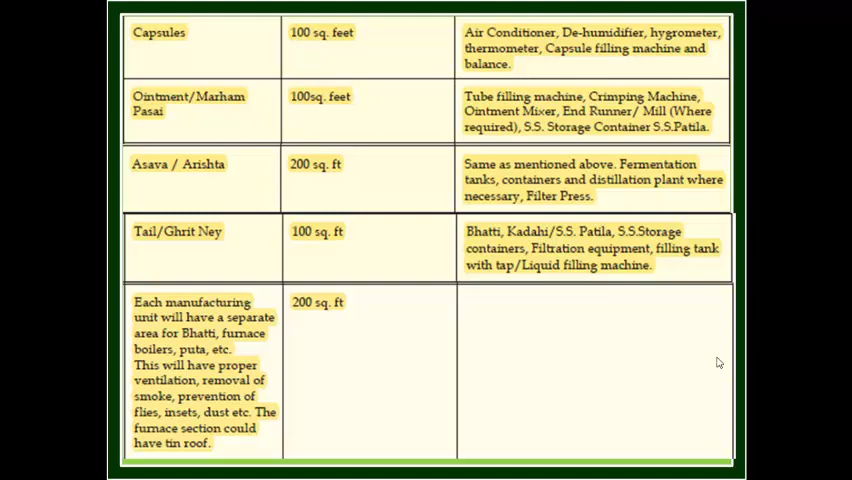 Capsules
100 sq. feet
Air Conditioner, De-humidifier, hygrometer,
thermometer, Capsule filling machine and
balance.
Ointment/Marham
Pasai
100sq. feet
Tube filling machine, Crimping Machine,
Ointment Mixer, End Runner/ Mill (Where
required), S.S. Storage Container S.S.Patila.
Asava / Arishta
200 sq. ft
Same as mentioned above. Fermentation
tanks, containers and distillation plant where
necessary, Filter Press.
Tail/Ghrit Ney
100 sq. ft
Bhatti, Kadahi/S.S. Patila, S.S.Storage
containers, Filtration equipment, filling tank
with tap/Liquid filling machine.
Each manufacturing
unit will have a separate
area for Bhatti, furnace
boilers, puta, etc.
This will have proper
ventilation, removal of
smoke, prevention of
flies, insets, dust etc. The
furnace section could
have tin roof.
200 sq. ft